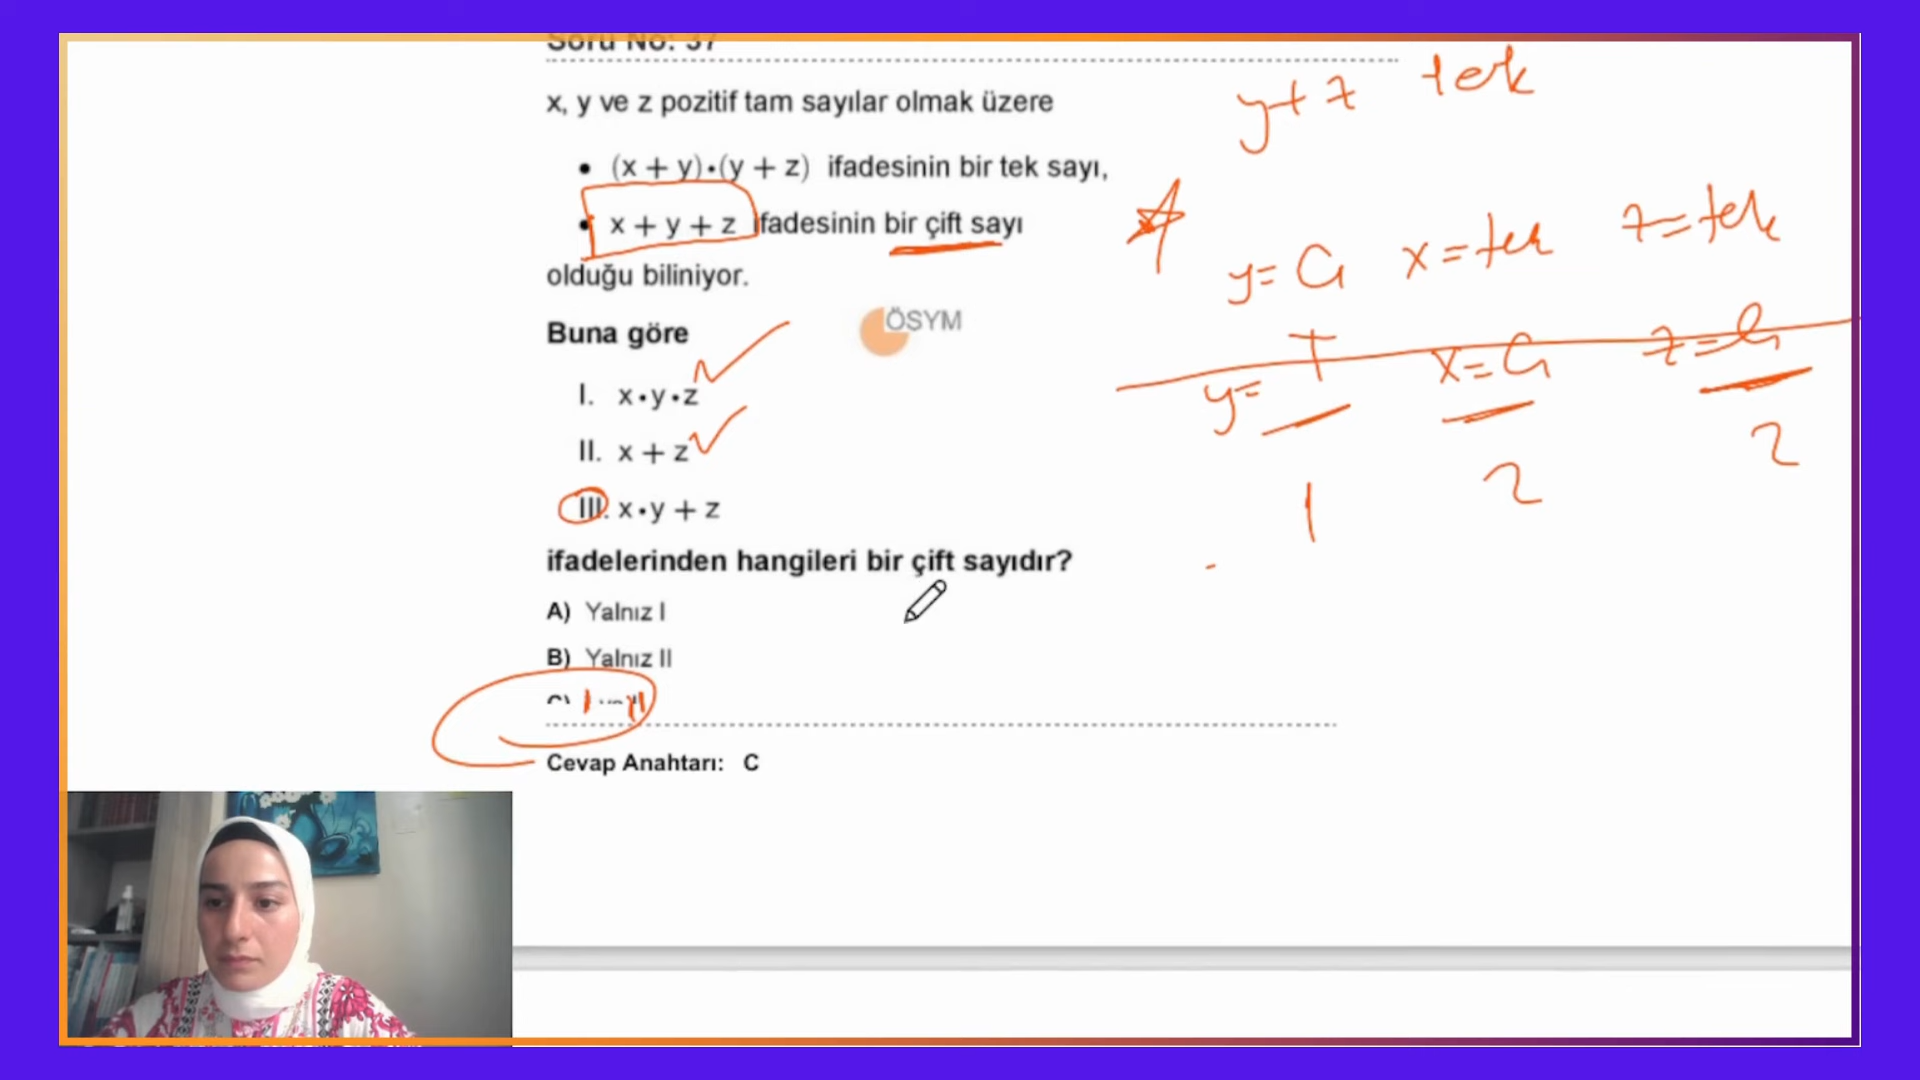 Soru No: 37
x, y ve z pozitif tam sayılar olmak üzere
• (x + y)•(y + z) ifadesinin bir tek sayı,
• x + y + z ifadesinin bir çift sayı
olduğu biliniyor.
ÖSYM
Buna göre
I. x•y•z
II. x + z
III. x•y + z
ifadelerinden hangileri bir çift sayıdır?
A) Yalnız I
B) Yalnız II
Cevap Anahtarı: C
y+z tek
y=Ç x=tek z=tek
y=T x=Ç z=Ç
1 2 2